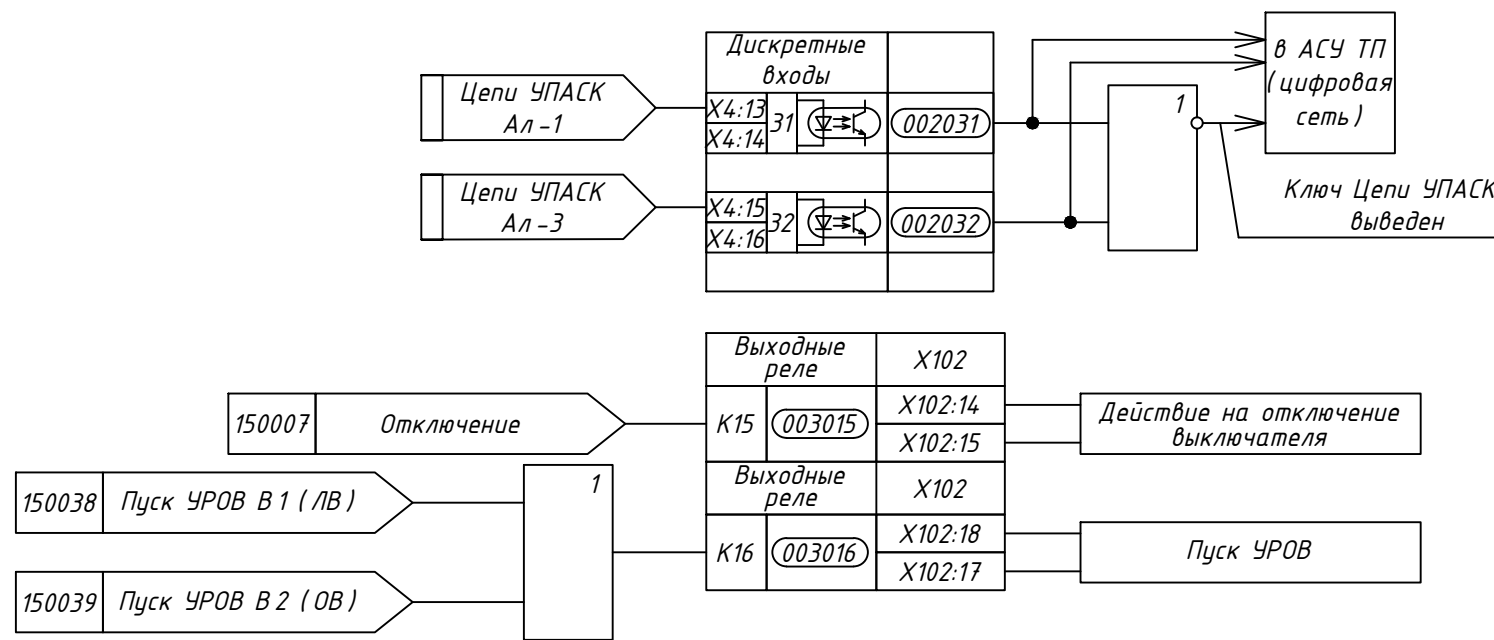 Цепи УПАСК
Ал-1
Дискретные
входы
X4:13
X4:14
31
002031
1
в АСУ ТП
(цифровая
сеть)
Цепи УПАСК
Ал-3
X4:15
X4:16
32
002032
Ключ Цепи УПАСК
выведен
Выходные
реле
X102
150007
Отключение
K15
003015
X102:14
X102:15
Действие на отключение
выключателя
Выходные
реле
X102
150038
Пуск УРОВ В1 (ЛВ)
1
K16
003016
X102:18
X102:17
Пуск УРОВ
150039
Пуск УРОВ В2 (ОВ)